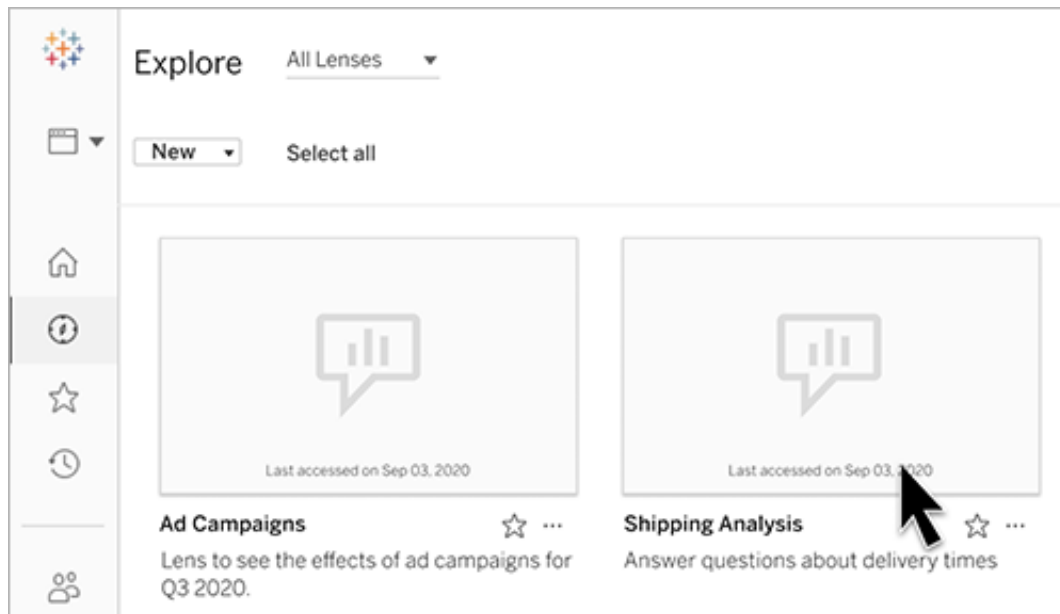 Explore
All Lenses
New
Select all
Last accessed on Sep 03, 2020
Last accessed on Sep 03, 2020
Ad Campaigns
Shipping Analysis
Lens to see the effects of ad campaigns for
Q3 2020.
Answer questions about delivery times